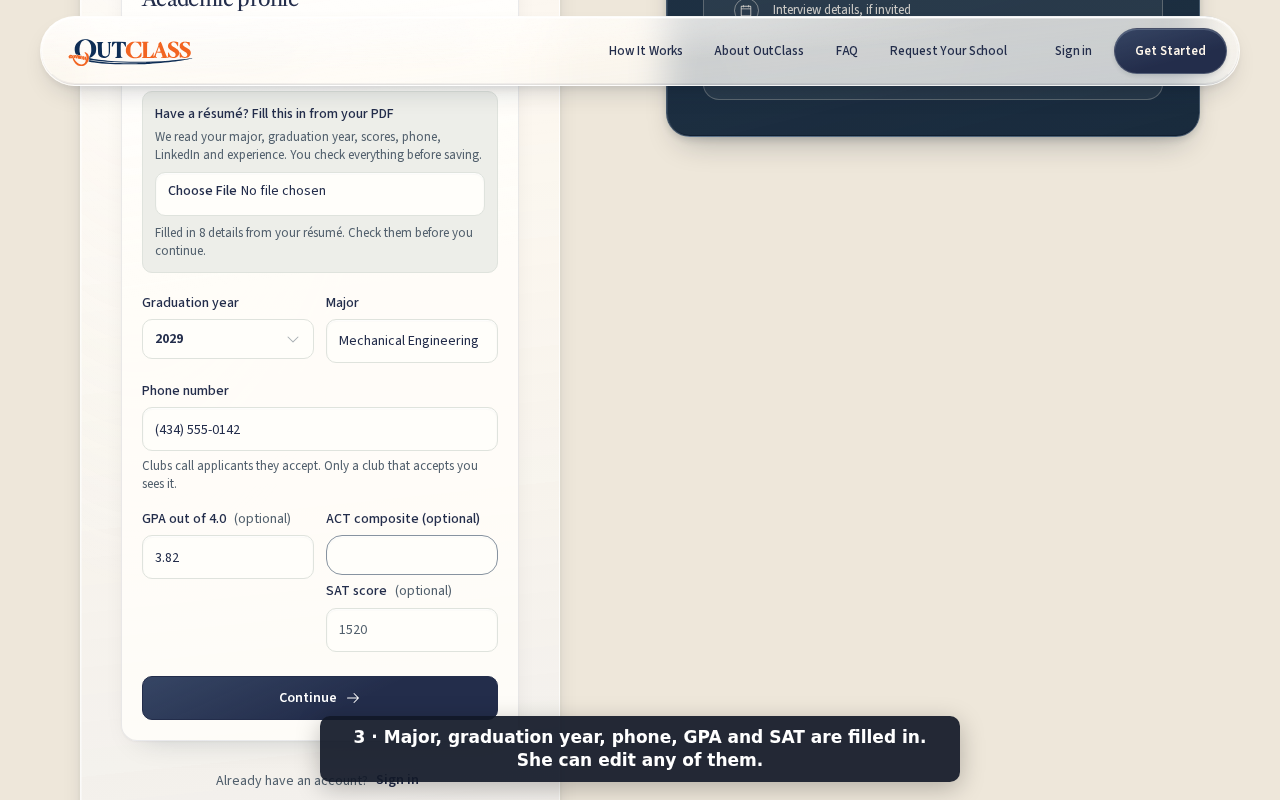 Academic profile
Interview details, if invited
OUTCLASS
How It Works
About OutClass
FAQ
Request Your School
Sign in
Get Started
Have a résumé? Fill this in from your PDF
We read your major, graduation year, scores, phone,
LinkedIn and experience. You check everything before saving.
Choose File No file chosen
Filled in 8 details from your résumé. Check them before you
continue.
Graduation year
Major
2029
Mechanical Engineering
Phone number
(434) 555-0142
Clubs call applicants they accept. Only a club that accepts you
sees it.
GPA out of 4.0 (optional)
ACT composite (optional)
3.82
SAT score (optional)
1520
Continue
3 · Major, graduation year, phone, GPA and SAT are filled in.
She can edit any of them.
Already have an account? Sign in